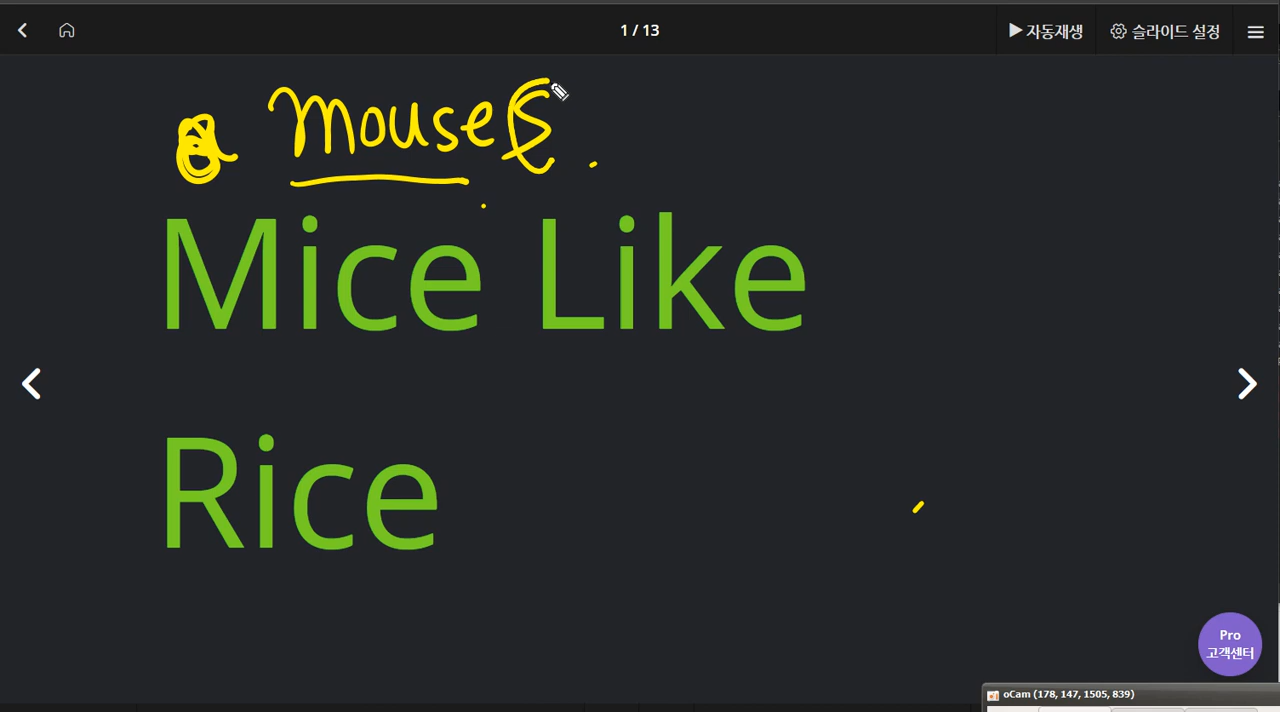 1 / 13
자동재생
슬라이드 설정
a mouses
Mice Like
Rice
Pro
고객센터
oCam (178, 147, 1505, 839)